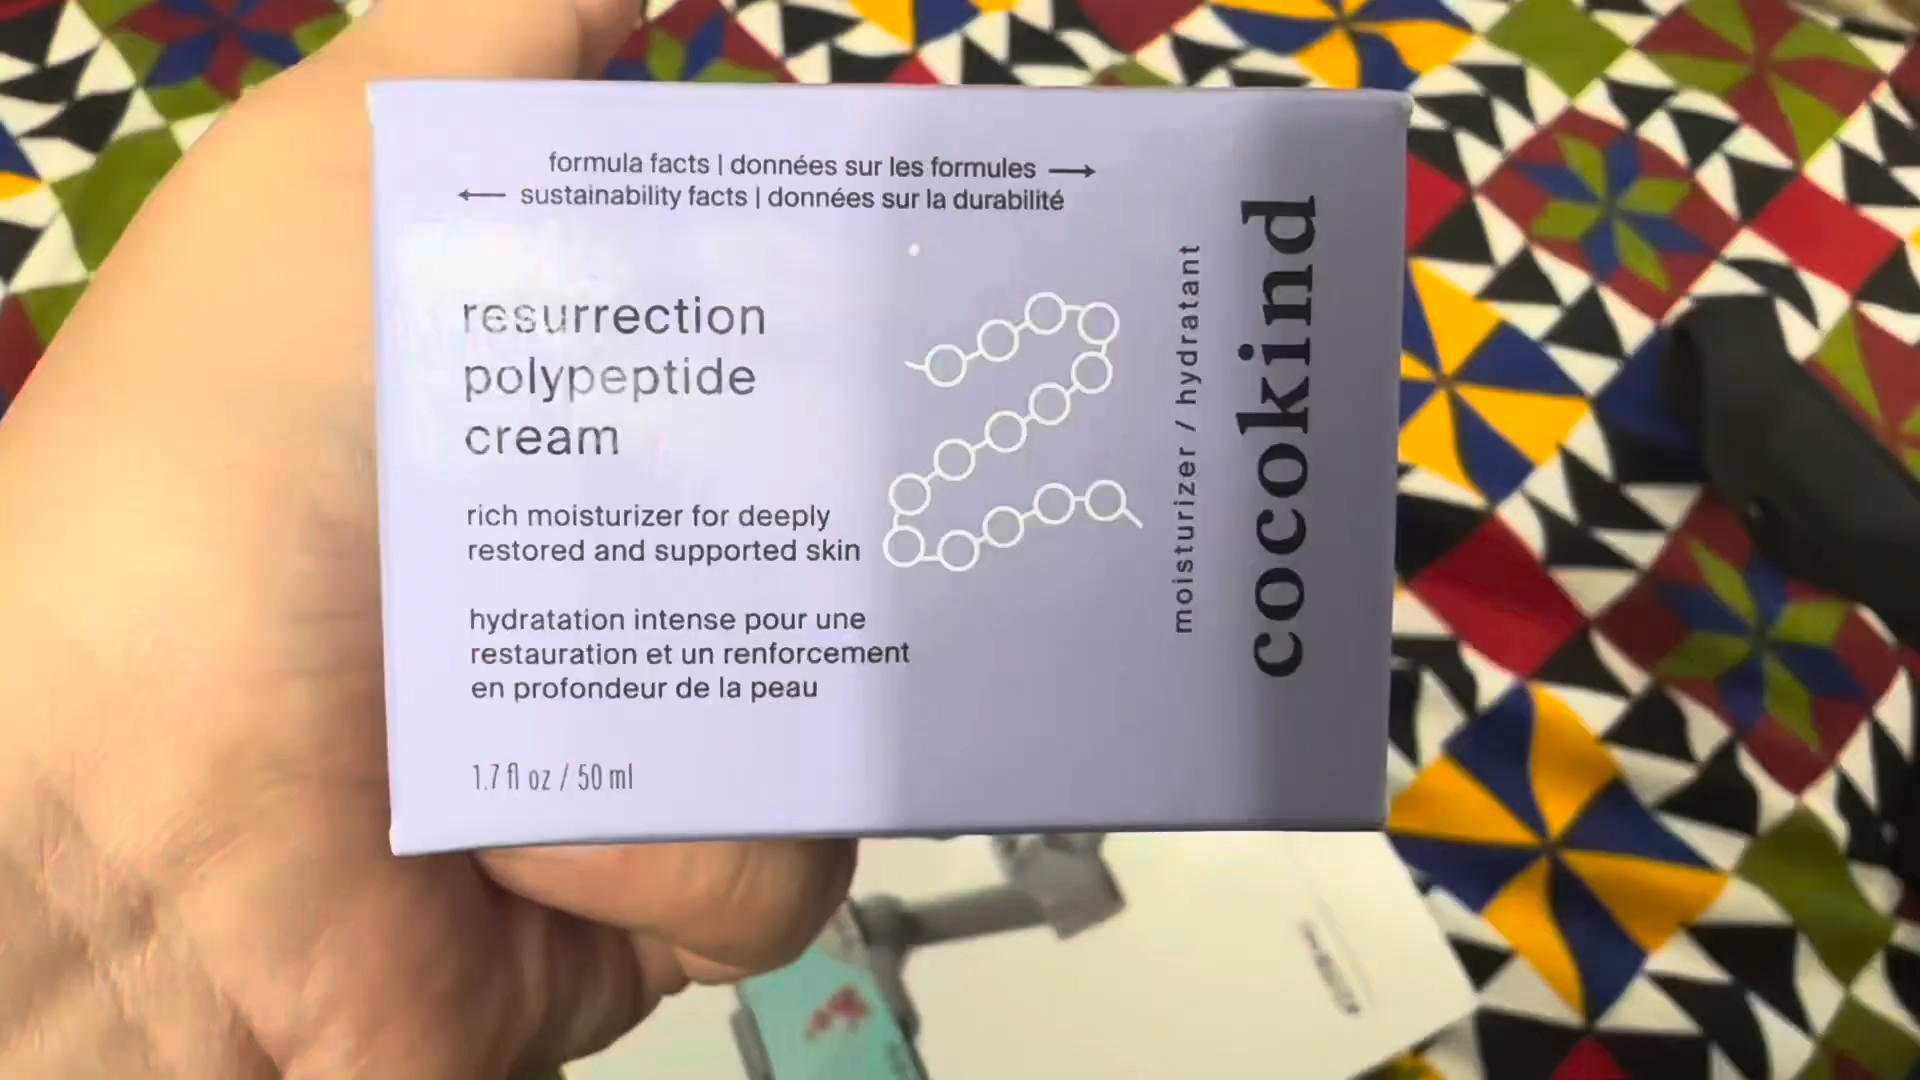 formula facts | données sur les formules →
← sustainability facts | données sur la durabilité
resurrection
polypeptide
cream
rich moisturizer for deeply
restored and supported skin
hydratation intense pour une
restauration et un renforcement
en profondeur de la peau
1.7 fl oz / 50 ml
moisturizer / hydratant
cocokind